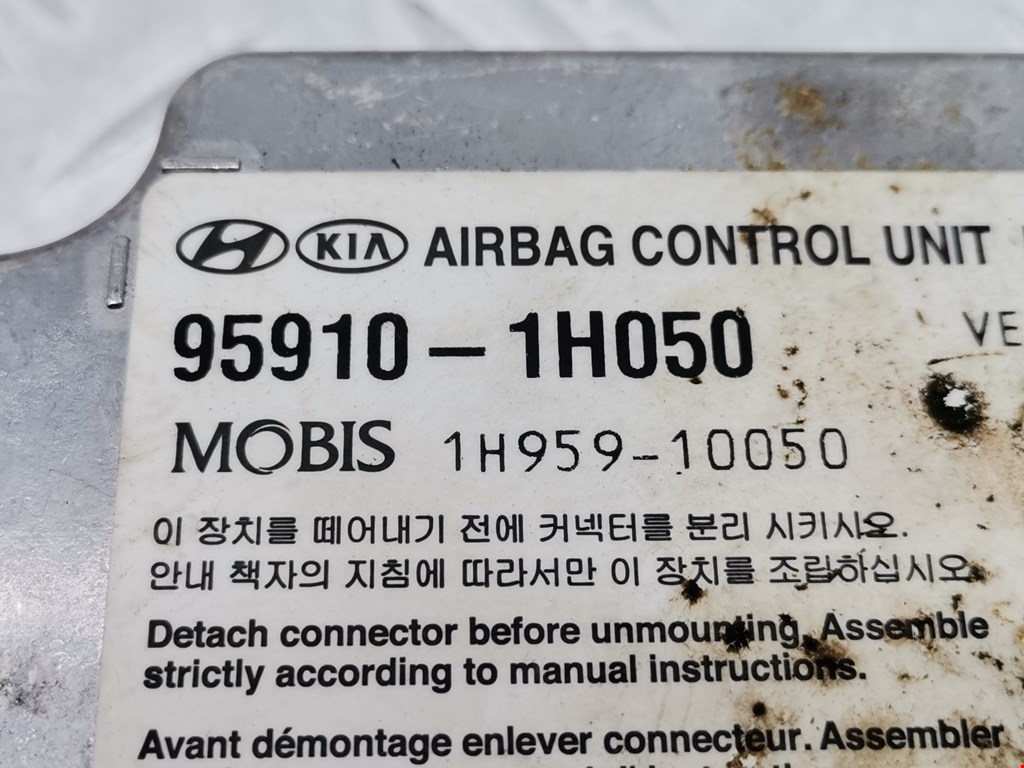 KIA AIRBAG CONTROL UNIT
95910-1H050 VE
MOBIS 1H959-10050
이 장치를 떼어내기 전에 커넥터를 분리 시키시오.
안내 책자의 지침에 따라서만 이 장치를 조립하십시오.
Detach connector before unmounting, Assemble
strictly according to manual instructions.
Avant démontage enlever connecteur. Assembler